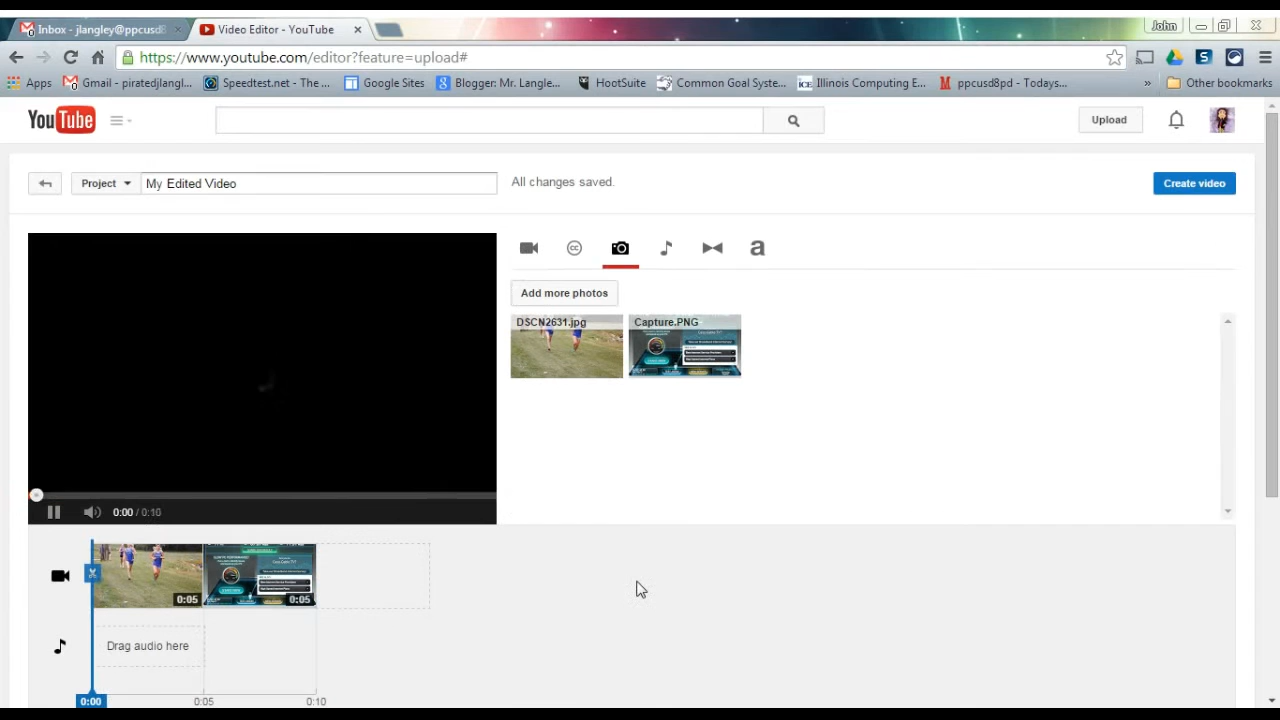 Inbox - jlangley@ppcusd8
Video Editor - YouTube
John
https://www.youtube.com/editor?feature=upload#
Apps
Gmail - piratedjlangl...
Speedtest.net - The ...
Google Sites
Blogger: Mr. Langle...
HootSuite
Common Goal Syste...
Illinois Computing E...
ppcusd8pd - Todays...
»
Other bookmarks
YouTube
Upload
Project
My Edited Video
All changes saved.
Create video
cc
a
Add more photos
DSCN2631.jpg
Capture.PNG
0:00 / 0:10
0:05
0:05
Drag audio here
0:00
0:05
0:10